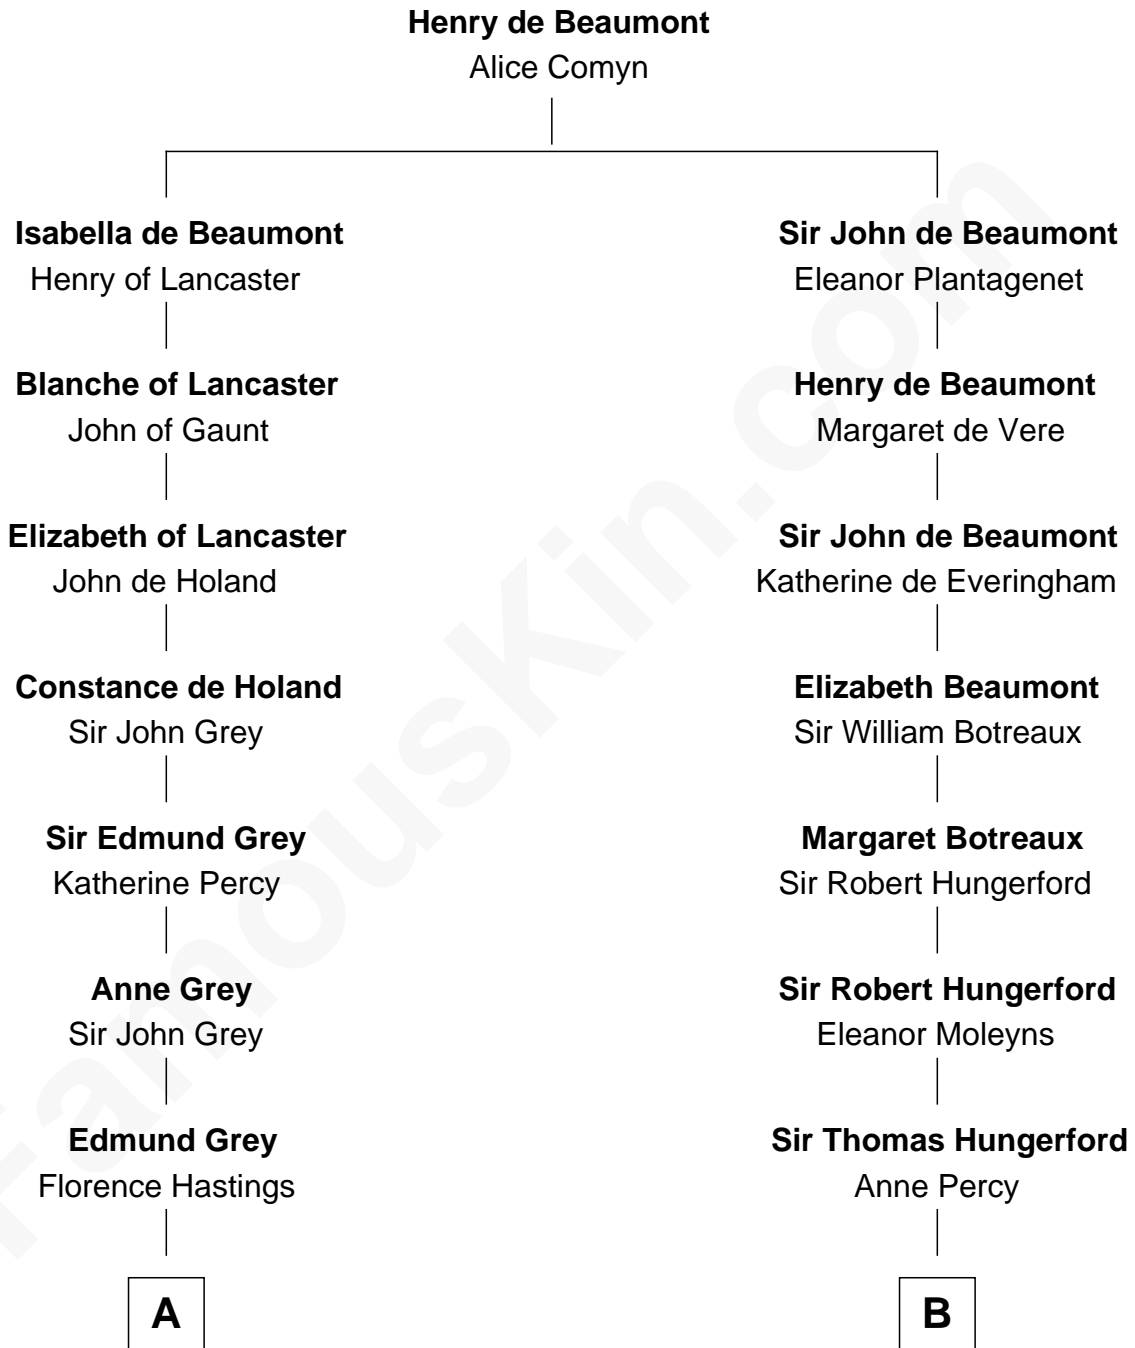 Henry de Beaumont
Alice Comyn
Isabella de Beaumont
Henry of Lancaster
Blanche of Lancaster
John of Gaunt
Elizabeth of Lancaster
John de Holand
Constance de Holand
Sir John Grey
Sir Edmund Grey
Katherine Percy
Anne Grey
Sir John Grey
Edmund Grey
Florence Hastings
A
Sir John de Beaumont
Eleanor Plantagenet
Henry de Beaumont
Margaret de Vere
Sir John de Beaumont
Katherine de Everingham
Elizabeth Beaumont
Sir William Botreaux
Margaret Botreaux
Sir Robert Hungerford
Sir Robert Hungerford
Eleanor Moleyns
Sir Thomas Hungerford
Anne Percy
B
FamousKin.com